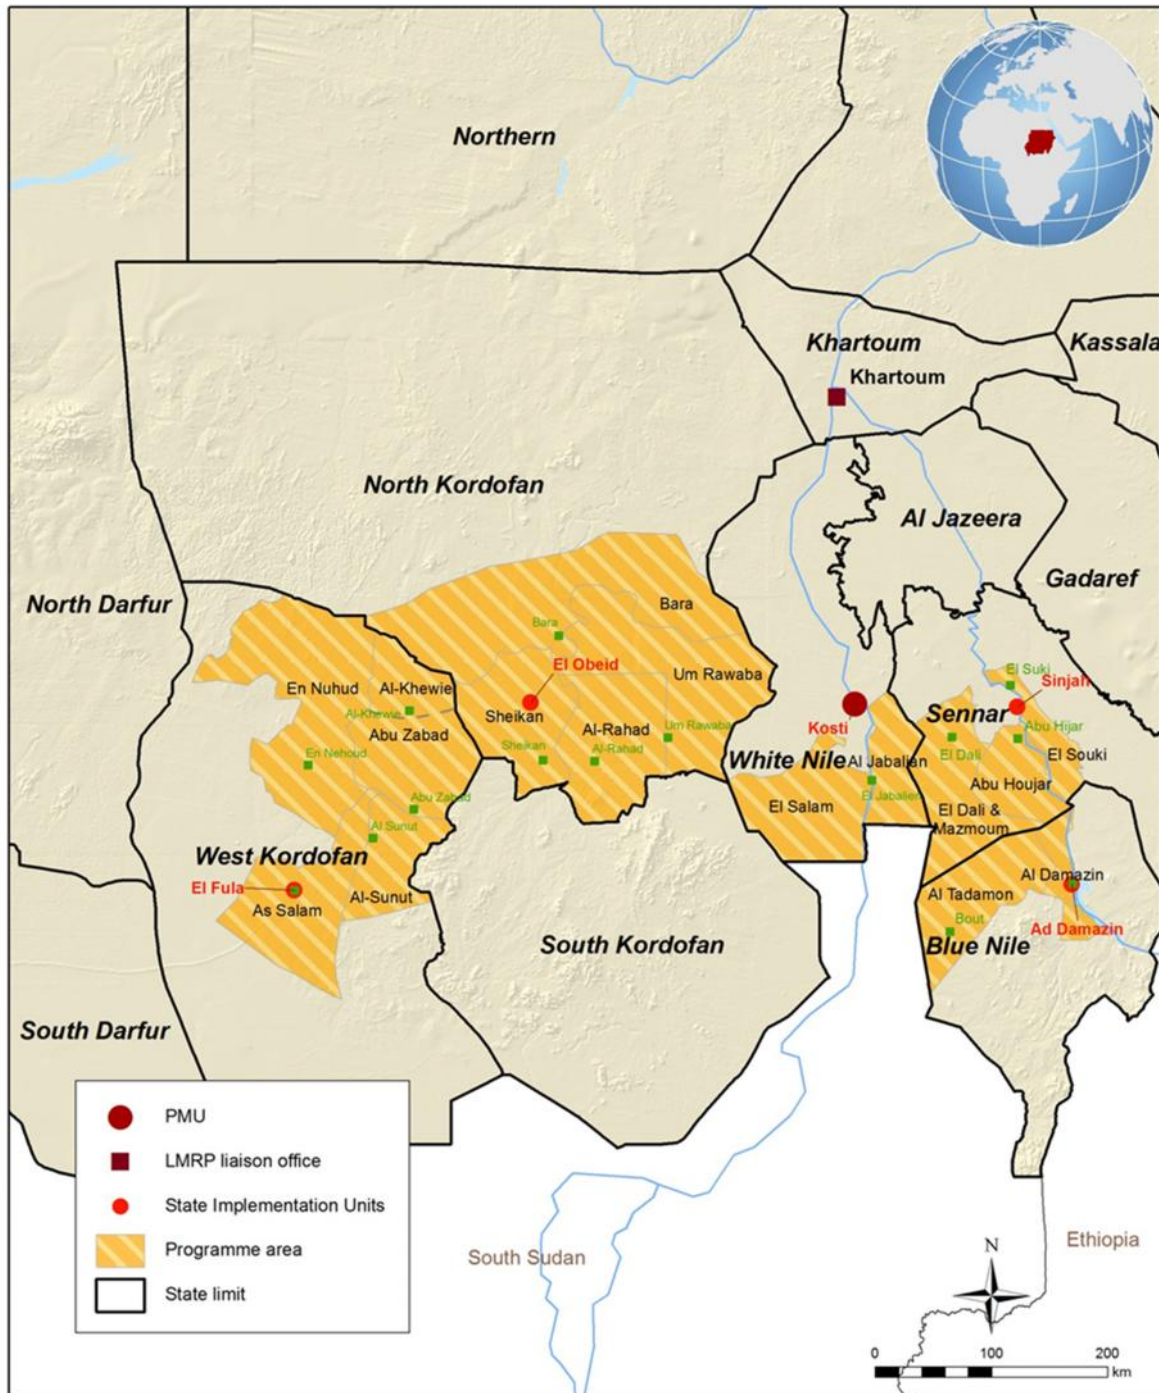 Northern
Khartoum
Khartoum
Kassala
North Kordofan
Al Jazeera
North Darfur
Gadaref
Bara
Bara
El Obeid
Um Rawaba
En Nuhud
Al-Khewie
Al-Khewie
Abu Zabad
Sheikan
Al-Rahad
Um Rawaba
Sheikan
Al-Rahad
En Nehoud
Abu Zabad
Al Sunut
El Suki
Sinjah
Sennar
Kosti
Abu Hijar
El Dali
El Souki
White Nile
Al Jabalian
El Jabalien
Abu Houjar
El Salam
El Dali &
Mazmoum
West Kordofan
El Fula
As Salam
Al-Sunut
Al Damazin
Al Tadamon
Bout
Ad Damazin
Blue Nile
South Kordofan
South Darfur
PMU
LMRP liaison office
State Implementation Units
Programme area
State limit
South Sudan
Ethiopia
N
0 100 200
km